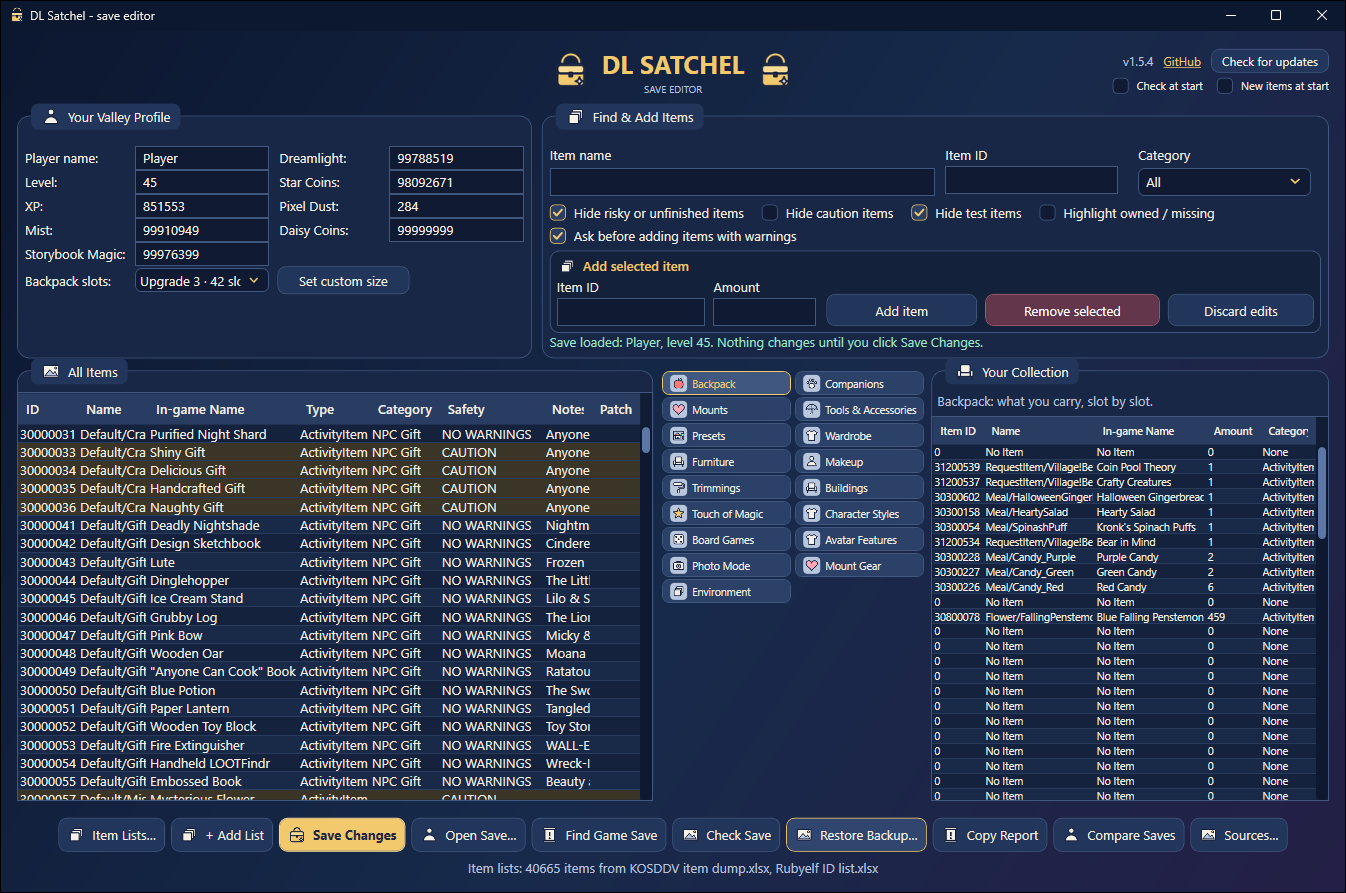 DL Satchel - save editor
DL SATCHEL
SAVE EDITOR
v1.5.4 GitHub Check for updates
Check at start New items at start
Your Valley Profile
Player name: Player Dreamlight: 99788519
Level: 45 Star Coins: 98092671
XP: 851553 Pixel Dust: 284
Mist: 99910949 Daisy Coins: 99999999
Storybook Magic: 99976399
Backpack slots: Upgrade 3 · 42 slc Set custom size
Find & Add Items
Item name Item ID Category
All
Hide risky or unfinished items Hide caution items Hide test items Highlight owned / missing
Ask before adding items with warnings
Add selected item
Item ID Amount
Add item Remove selected Discard edits
Save loaded: Player, level 45. Nothing changes until you click Save Changes.
All Items
ID Name In-game Name Type Category Safety Notes Patch
30000031 Default/Cra Purified Night Shard ActivityItem NPC Gift NO WARNINGS Anyone
30000033 Default/Cra Shiny Gift ActivityItem NPC Gift CAUTION Anyone
30000034 Default/Cra Delicious Gift ActivityItem NPC Gift CAUTION Anyone
30000035 Default/Cra Handcrafted Gift ActivityItem NPC Gift CAUTION Anyone
30000036 Default/Cra Naughty Gift ActivityItem NPC Gift CAUTION Anyone
30000041 Default/Gift Deadly Nightshade ActivityItem NPC Gift NO WARNINGS Nightm
30000042 Default/Gift Design Sketchbook ActivityItem NPC Gift NO WARNINGS Cindere
30000043 Default/Gift Lute ActivityItem NPC Gift NO WARNINGS Frozen
30000044 Default/Gift Dinglehopper ActivityItem NPC Gift NO WARNINGS The Littl
30000045 Default/Gift Ice Cream Stand ActivityItem NPC Gift NO WARNINGS Lilo & S
30000046 Default/Gift Grubby Log ActivityItem NPC Gift NO WARNINGS The Lior
30000047 Default/Gift Pink Bow ActivityItem NPC Gift NO WARNINGS Micky &
30000048 Default/Gift Wooden Oar ActivityItem NPC Gift NO WARNINGS Moana
30000049 Default/Gift "Anyone Can Cook" Book ActivityItem NPC Gift NO WARNINGS Ratatou
30000050 Default/Gift Blue Potion ActivityItem NPC Gift NO WARNINGS The Swc
30000051 Default/Gift Paper Lantern ActivityItem NPC Gift NO WARNINGS Tangled
30000052 Default/Gift Wooden Toy Block ActivityItem NPC Gift NO WARNINGS Toy Stor
30000053 Default/Gift Fire Extinguisher ActivityItem NPC Gift NO WARNINGS WALL-E
30000054 Default/Gift Handheld LOOTFindr ActivityItem NPC Gift NO WARNINGS Wreck-I
30000055 Default/Gift Embossed Book ActivityItem NPC Gift NO WARNINGS Beauty
30000057 Default/Mis Mysterious Flower ActivityItem CAUTION
Backpack Companions
Mounts Tools & Accessories
Presets Wardrobe
Furniture Makeup
Trimmings Buildings
Touch of Magic Character Styles
Board Games Avatar Features
Photo Mode Mount Gear
Environment
Your Collection
Backpack: what you carry, slot by slot.
Item ID Name In-game Name Amount Category
0 No Item No Item 0 None
31200539 RequestItem/Village!Be Coin Pool Theory 1 ActivityItem
31200537 RequestItem/Village!Be Crafty Creatures 1 ActivityItem
30300602 Meal/HalloweenGinger Halloween Gingerbreac 1 ActivityItem
30300158 Meal/HeartySalad Hearty Salad 1 ActivityItem
30300054 Meal/SpinashPuff Kronk's Spinach Puffs 1 ActivityItem
31200534 RequestItem/Village!Be Bear in Mind 1 ActivityItem
30300228 Meal/Candy_Purple Purple Candy 2 ActivityItem
30300227 Meal/Candy_Green Green Candy 2 ActivityItem
30300226 Meal/Candy_Red Red Candy 6 ActivityItem
0 No Item No Item 0 None
30800078 Flower/FallingPenstemc Blue Falling Penstemon 459 ActivityItem
0 No Item No Item 0 None
0 No Item No Item 0 None
0 No Item No Item 0 None
0 No Item No Item 0 None
0 No Item No Item 0 None
0 No Item No Item 0 None
0 No Item No Item 0 None
0 No Item No Item 0 None
0 No Item No Item 0 None
0 No Item No Item 0 None
0 No Item No Item 0 None
0 No Item No Item 0 None
Item Lists... + Add List Save Changes Open Save... Find Game Save Check Save Restore Backup... Copy Report Compare Saves Sources...
Item lists: 40665 items from KOSDDV item dump.xlsx, Rubyelf ID list.xlsx